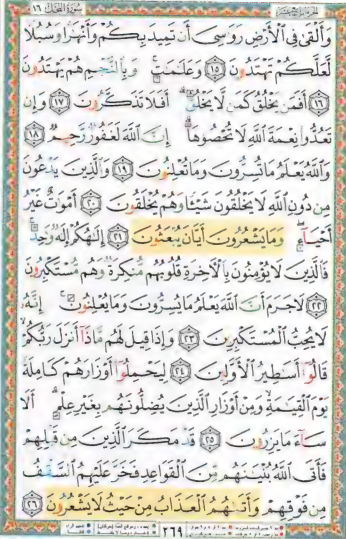 سورة النحل ١٦
وَأَلْقَىٰ فِي الْأَرْضِ رَوَاسِيَ أَن تَمِيدَ بِكُمْ وَأَنْهَارًا وَسُبُلًا
لَّعَلَّكُمْ تَهْتَدُونَ ١٥ وَعَلَامَاتٍ ۚ وَبِالنَّجْمِ هُمْ يَهْتَدُونَ
١٦ أَفَمَن يَخْلُقُ كَمَن لَّا يَخْلُقُ ۗ أَفَلَا تَذَكَّرُونَ ١٧ وَإِن
تَعُدُّوا نِعْمَةَ اللَّهِ لَا تُحْصُوهَا ۗ إِنَّ اللَّهَ لَغَفُورٌ رَّحِيمٌ ١٨
وَاللَّهُ يَعْلَمُ مَا تُسِرُّونَ وَمَا تُعْلِنُونَ ١٩ وَالَّذِينَ يَدْعُونَ
مِن دُونِ اللَّهِ لَا يَخْلُقُونَ شَيْئًا وَهُمْ يُخْلَقُونَ ٢٠ أَمْوَاتٌ غَيْرُ
أَحْيَاءٍ ۖ وَمَا يَشْعُرُونَ أَيَّانَ يُبْعَثُونَ ٢١ إِلَٰهُكُمْ إِلَٰهٌ وَاحِدٌ ۚ
فَالَّذِينَ لَا يُؤْمِنُونَ بِالْآخِرَةِ قُلُوبُهُم مُّنكِرَةٌ وَهُم مُّسْتَكْبِرُونَ
٢٢ لَا جَرَمَ أَنَّ اللَّهَ يَعْلَمُ مَا يُسِرُّونَ وَمَا يُعْلِنُونَ ۚ إِنَّهُ
لَا يُحِبُّ الْمُسْتَكْبِرِينَ ٢٣ وَإِذَا قِيلَ لَهُم مَّاذَا أَنزَلَ رَبُّكُمْ ۙ
قَالُوا أَسَاطِيرُ الْأَوَّلِينَ ٢٤ لِيَحْمِلُوا أَوْزَارَهُمْ كَامِلَةً
يَوْمَ الْقِيَامَةِ ۙ وَمِنْ أَوْزَارِ الَّذِينَ يُضِلُّونَهُم بِغَيْرِ عِلْمٍ ۗ أَلَا
سَاءَ مَا يَزِرُونَ ٢٥ قَدْ مَكَرَ الَّذِينَ مِن قَبْلِهِمْ
فَأَتَى اللَّهُ بُنْيَانَهُم مِّنَ الْقَوَاعِدِ فَخَرَّ عَلَيْهِمُ السَّقْفُ
مِن فَوْقِهِمْ وَأَتَاهُمُ الْعَذَابُ مِنْ حَيْثُ لَا يَشْعُرُونَ ٢٦
٢٦٩